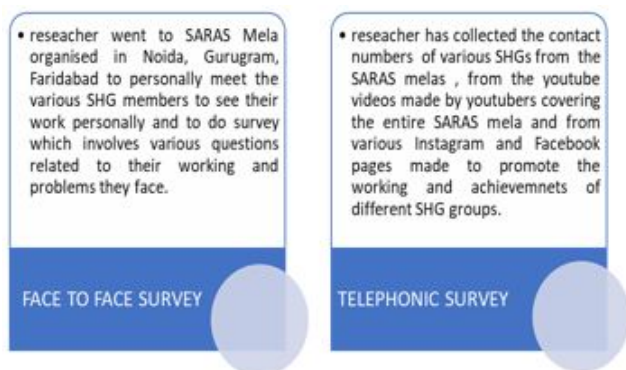 • reseacher went to SARAS Mela
organised in Noida, Gurugram,
Faridabad to personally meet the
various SHG members to see their
work personally and to do survey
which involves various questions
related to their working and
problems they face.
FACE TO FACE SURVEY
• reseacher has collected the contact
numbers of various SHGs from the
SARAS melas , from the youtube
videos made by youtubers covering
the entire SARAS mela and from
various Instagram and Facebook
pages made to promote the
working and achievemnets of
different SHG groups.
TELEPHONIC SURVEY